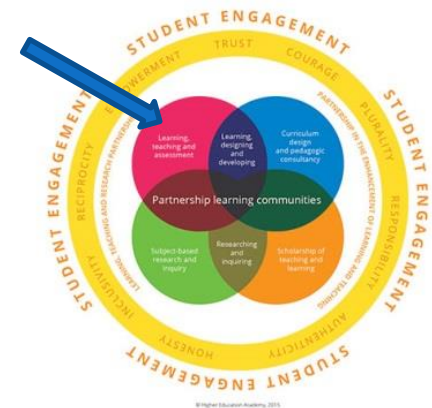 STUDENT ENGAGEMENT
STUDENT ENGAGEMENT
STUDENT ENGAGEMENT
STUDENT ENGAGEMENT
EMPOWERMENT
TRUST
COURAGE
PLURALITY
RESPONSIBILITY
AUTHENTICITY
HONESTY
INCLUSIVITY
RECIPROCITY
LEARNING, TEACHING AND RESEARCH PARTNERSHIPS
PARTNERSHIP IN THE ENHANCEMENT OF LEARNING AND TEACHING
Learning,
teaching and
assessment
Learning,
designing
and
developing
Curriculum
design
and pedagogic
consultancy
Partnership learning communities
Subject-based
research and
inquiry
Researching
and
inquiring
Scholarship of
teaching and
learning
© Higher Education Academy, 2015